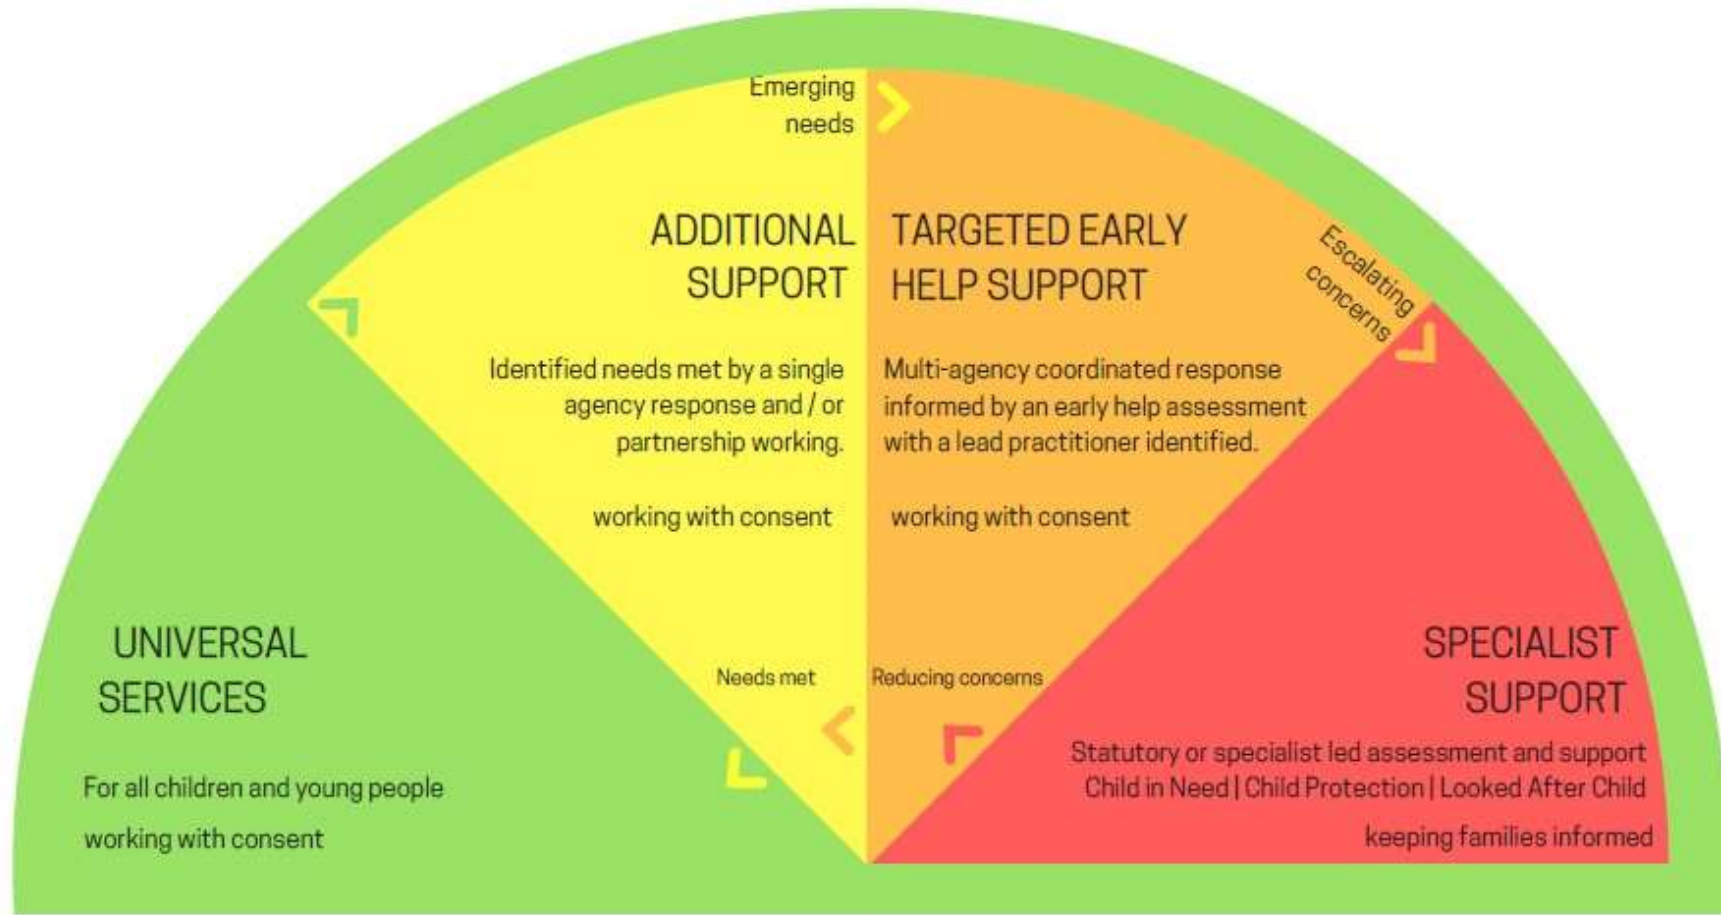 Emerging
needs
ADDITIONAL
SUPPORT
Identified needs met by a single
agency response and / or
partnership working.
working with consent
Needs met
TARGETED EARLY
HELP SUPPORT
Multi-agency coordinated response
informed by an early help assessment
with a lead practitioner identified.
working with consent
Reducing concerns
Escalating
concerns
UNIVERSAL
SERVICES
For all children and young people
working with consent
SPECIALIST
SUPPORT
Statutory or specialist led assessment and support
Child in Need | Child Protection | Looked After Child
keeping families informed